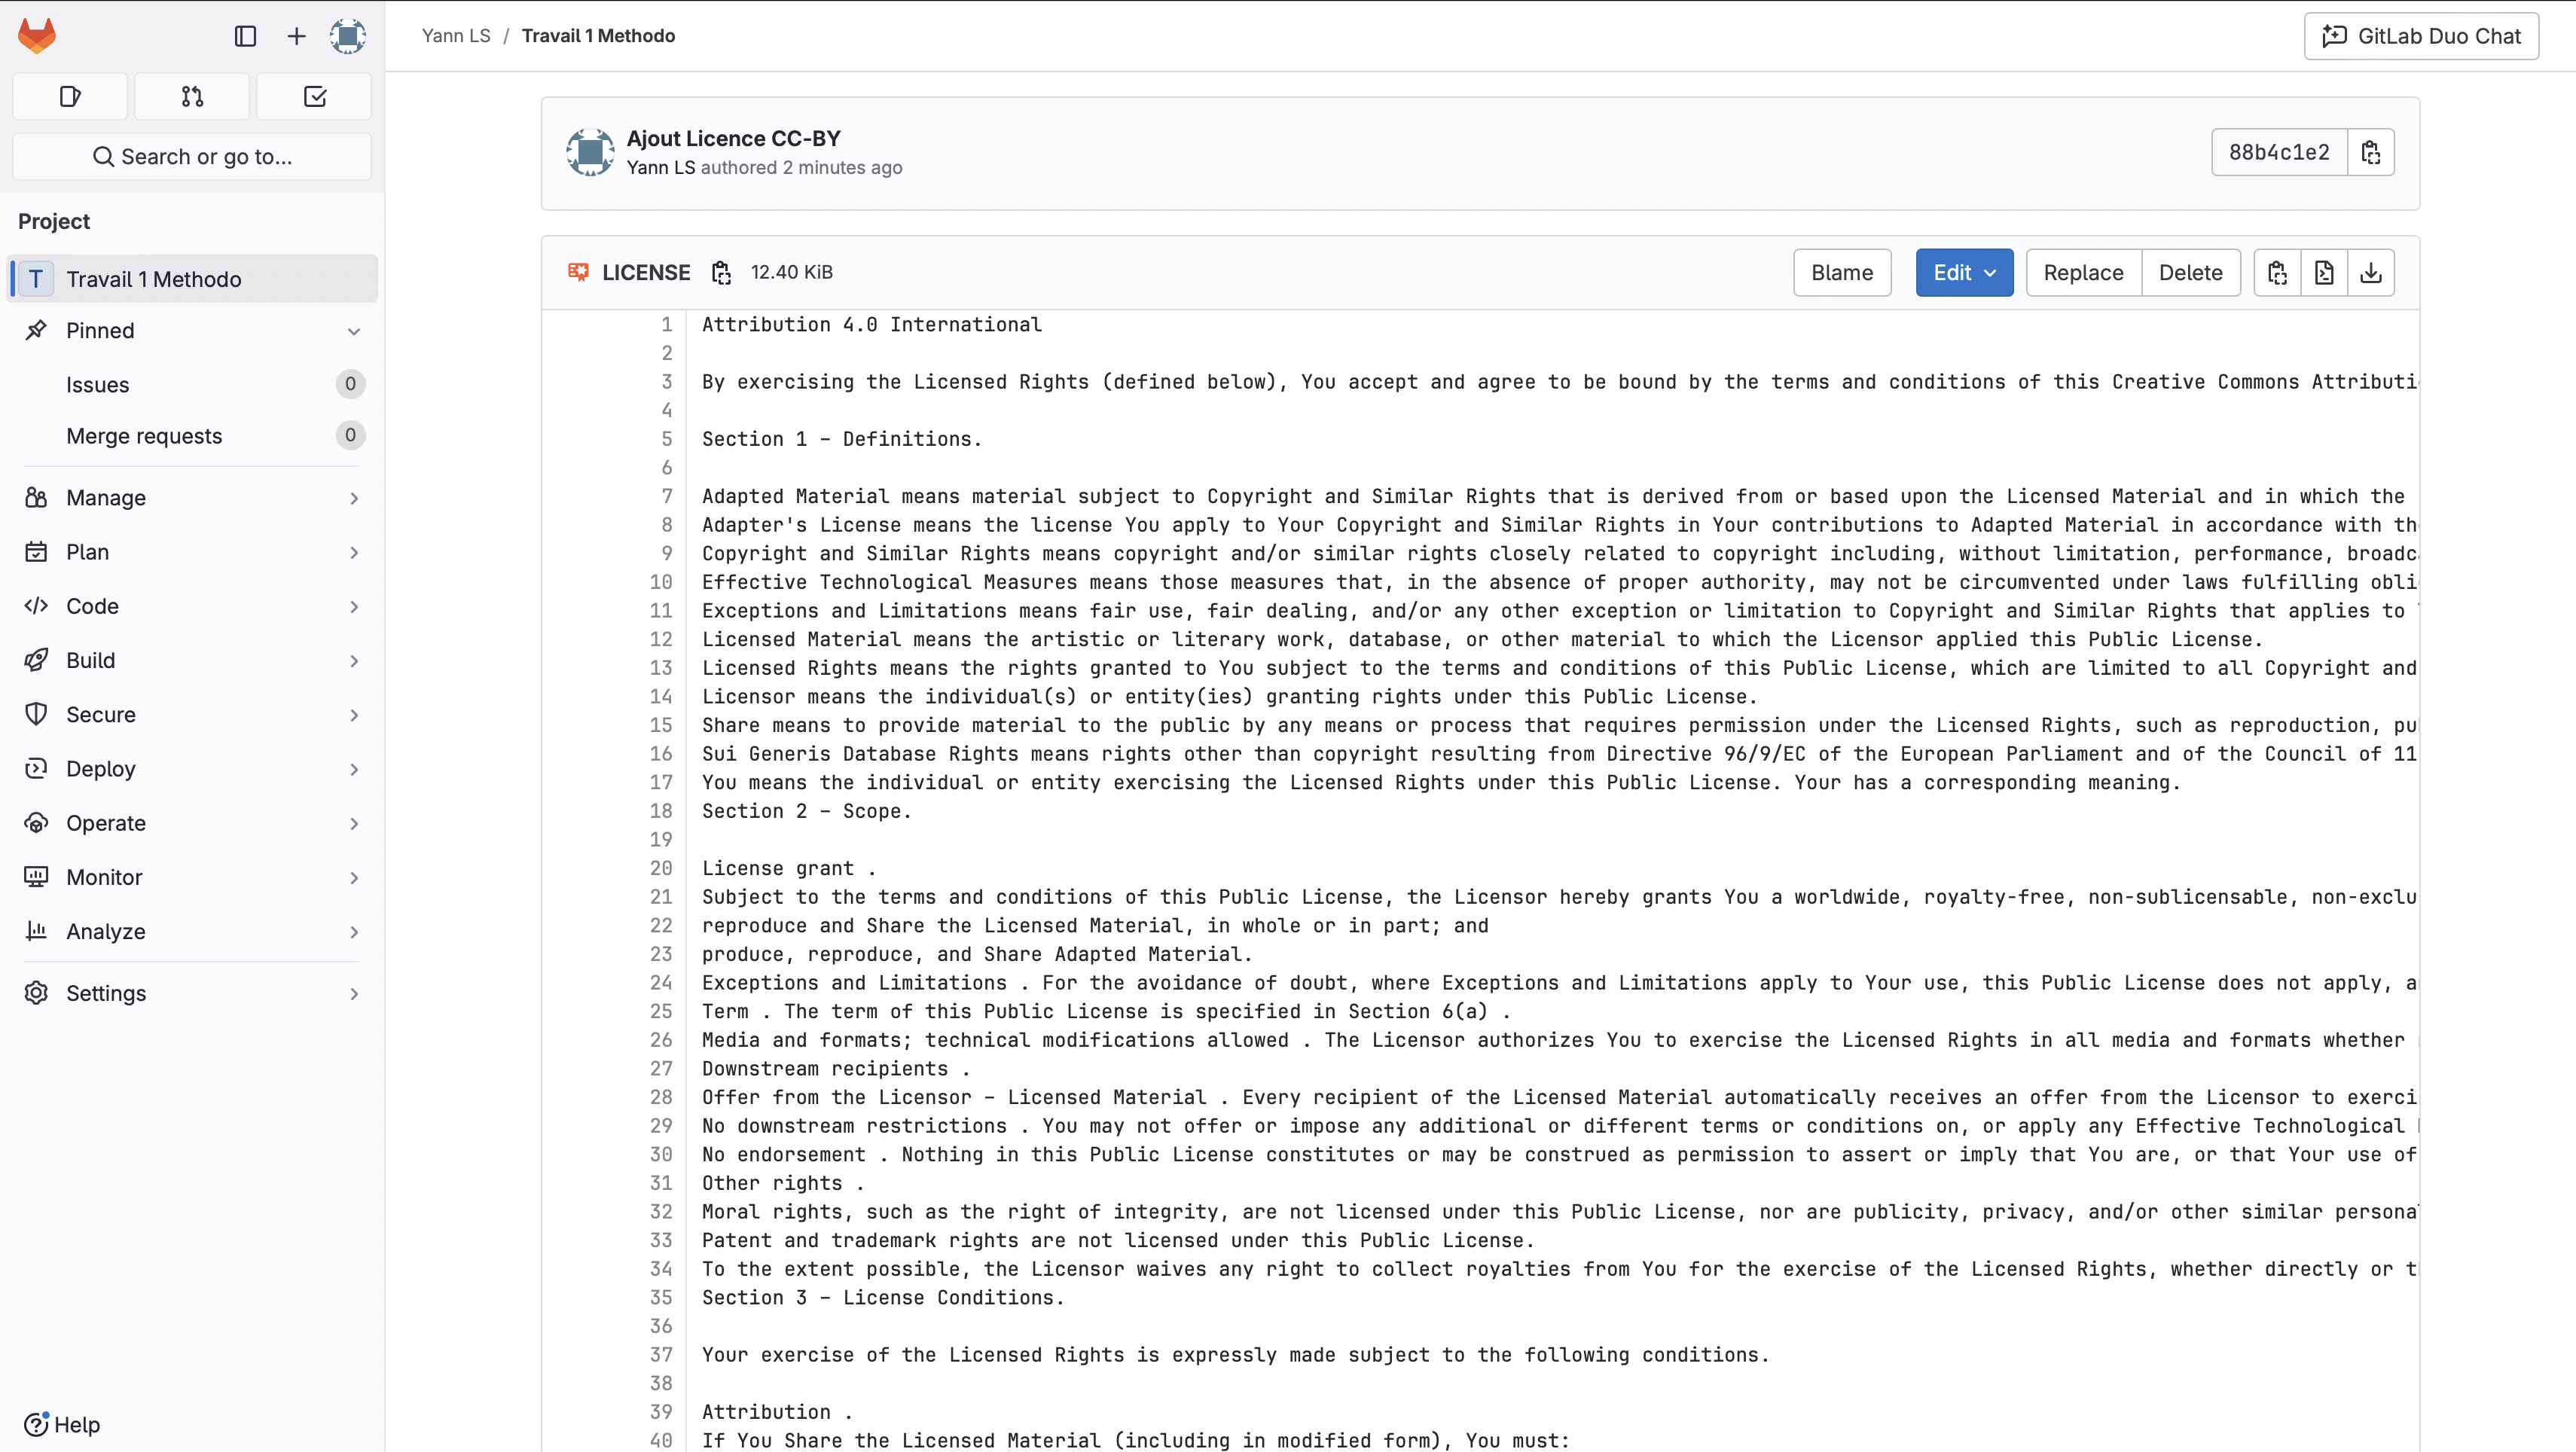 Yann LS / Travail 1 Methodo
GitLab Duo Chat
Search or go to...
Project
T Travail 1 Methodo
Pinned
Issues 0
Merge requests 0
Manage
Plan
Code
Build
Secure
Deploy
Operate
Monitor
Analyze
Settings
Help
Ajout Licence CC-BY
Yann LS authored 2 minutes ago
88b4c1e2
LICENSE 12.40 KiB
Blame Edit Replace Delete
1 Attribution 4.0 International
2
3 By exercising the Licensed Rights (defined below), You accept and agree to be bound by the terms and conditions of this Creative Commons Attributi
4
5 Section 1 – Definitions.
6
7 Adapted Material means material subject to Copyright and Similar Rights that is derived from or based upon the Licensed Material and in which the
8 Adapter's License means the license You apply to Your Copyright and Similar Rights in Your contributions to Adapted Material in accordance with th
9 Copyright and Similar Rights means copyright and/or similar rights closely related to copyright including, without limitation, performance, broadc
10 Effective Technological Measures means those measures that, in the absence of proper authority, may not be circumvented under laws fulfilling obli
11 Exceptions and Limitations means fair use, fair dealing, and/or any other exception or limitation to Copyright and Similar Rights that applies to
12 Licensed Material means the artistic or literary work, database, or other material to which the Licensor applied this Public License.
13 Licensed Rights means the rights granted to You subject to the terms and conditions of this Public License, which are limited to all Copyright and
14 Licensor means the individual(s) or entity(ies) granting rights under this Public License.
15 Share means to provide material to the public by any means or process that requires permission under the Licensed Rights, such as reproduction, pu
16 Sui Generis Database Rights means rights other than copyright resulting from Directive 96/9/EC of the European Parliament and of the Council of 11
17 You means the individual or entity exercising the Licensed Rights under this Public License. Your has a corresponding meaning.
18 Section 2 – Scope.
19
20 License grant .
21 Subject to the terms and conditions of this Public License, the Licensor hereby grants You a worldwide, royalty-free, non-sublicensable, non-exclu
22 reproduce and Share the Licensed Material, in whole or in part; and
23 produce, reproduce, and Share Adapted Material.
24 Exceptions and Limitations . For the avoidance of doubt, where Exceptions and Limitations apply to Your use, this Public License does not apply, a
25 Term . The term of this Public License is specified in Section 6(a) .
26 Media and formats; technical modifications allowed . The Licensor authorizes You to exercise the Licensed Rights in all media and formats whether
27 Downstream recipients .
28 Offer from the Licensor – Licensed Material . Every recipient of the Licensed Material automatically receives an offer from the Licensor to exerci
29 No downstream restrictions . You may not offer or impose any additional or different terms or conditions on, or apply any Effective Technological
30 No endorsement . Nothing in this Public License constitutes or may be construed as permission to assert or imply that You are, or that Your use of
31 Other rights .
32 Moral rights, such as the right of integrity, are not licensed under this Public License, nor are publicity, privacy, and/or other similar persona
33 Patent and trademark rights are not licensed under this Public License.
34 To the extent possible, the Licensor waives any right to collect royalties from You for the exercise of the Licensed Rights, whether directly or t
35 Section 3 – License Conditions.
36
37 Your exercise of the Licensed Rights is expressly made subject to the following conditions.
38
39 Attribution .
40 If You Share the Licensed Material (including in modified form), You must: